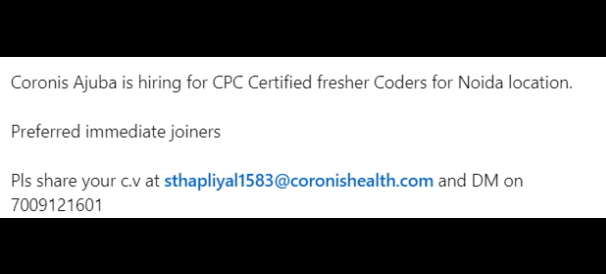 Coronis Ajuba is hiring for CPC Certified fresher Coders for Noida location.
Preferred immediate joiners
Pls share your c.v at sthapliyal1583@coronishealth.com and DM on
7009121601